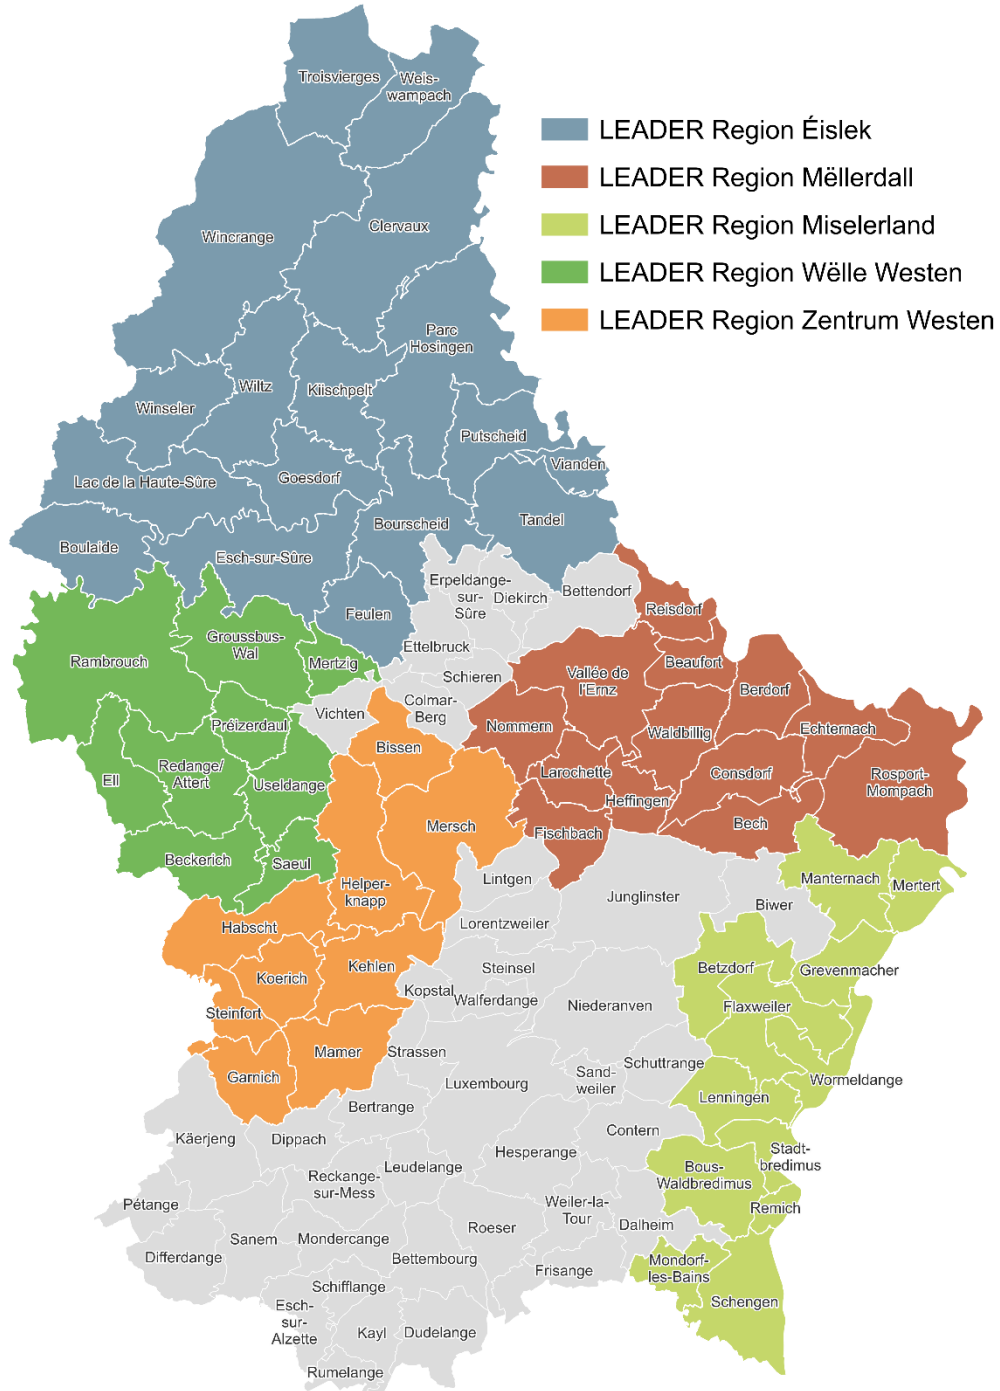 Troisvierges
Weis-
wampach
LEADER Region Éislek
LEADER Region Mëllerdall
LEADER Region Miselerland
LEADER Region Wëlle Westen
LEADER Region Zentrum Westen
Clervaux
Wincrange
Parc
Hosingen
Wiltz
Kiischpelt
Winseler
Putscheid
Vianden
Goesdorf
Lac de la Haute-Sûre
Tandel
Bourscheid
Boulaide
Esch-sur-Sûre
Erpeldange-
sur-
Sûre
Diekirch
Bettendorf
Feulen
Reisdorf
Groussbus-
Wal
Ettelbruck
Rambrouch
Mertzig
Beaufort
Vallée de
l'Ernz
Schieren
Berdorf
Colmar-
Berg
Vichten
Préizerdaul
Nommern
Waldbillig
Echternach
Bissen
Redange/
Attert
Ell
Useldange
Larochette
Consdorf
Rosport-
Mompach
Heffingen
Mersch
Fischbach
Bech
Beckerich
Saeul
Helper-
knapp
Lintgen
Junglinster
Manternach
Mertert
Biwer
Habscht
Lorentzweiler
Kehlen
Steinsel
Betzdorf
Grevenmacher
Koerich
Kopstal
Walferdange
Niederanven
Flaxweiler
Steinfort
Mamer
Strassen
Schuttrange
Sand-
weiler
Garnich
Luxembourg
Wormeldange
Lenningen
Bertrange
Käerjeng
Dippach
Contern
Hesperange
Stadt-
bredimus
Leudelange
Reckange-
sur-Mess
Bous-
Waldbredimus
Pétange
Weiler-la-
Tour
Remich
Roeser
Dalheim
Sanem
Mondercange
Differdange
Bettembourg
Frisange
Mondorf-
les-Bains
Schifflange
Schengen
Esch-
sur-
Alzette
Kayl
Dudelange
Rumelange